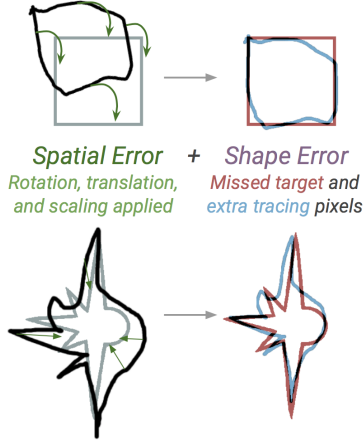 Spatial Error + Shape Error
Rotation, translation, and scaling applied
Missed target and extra tracing pixels